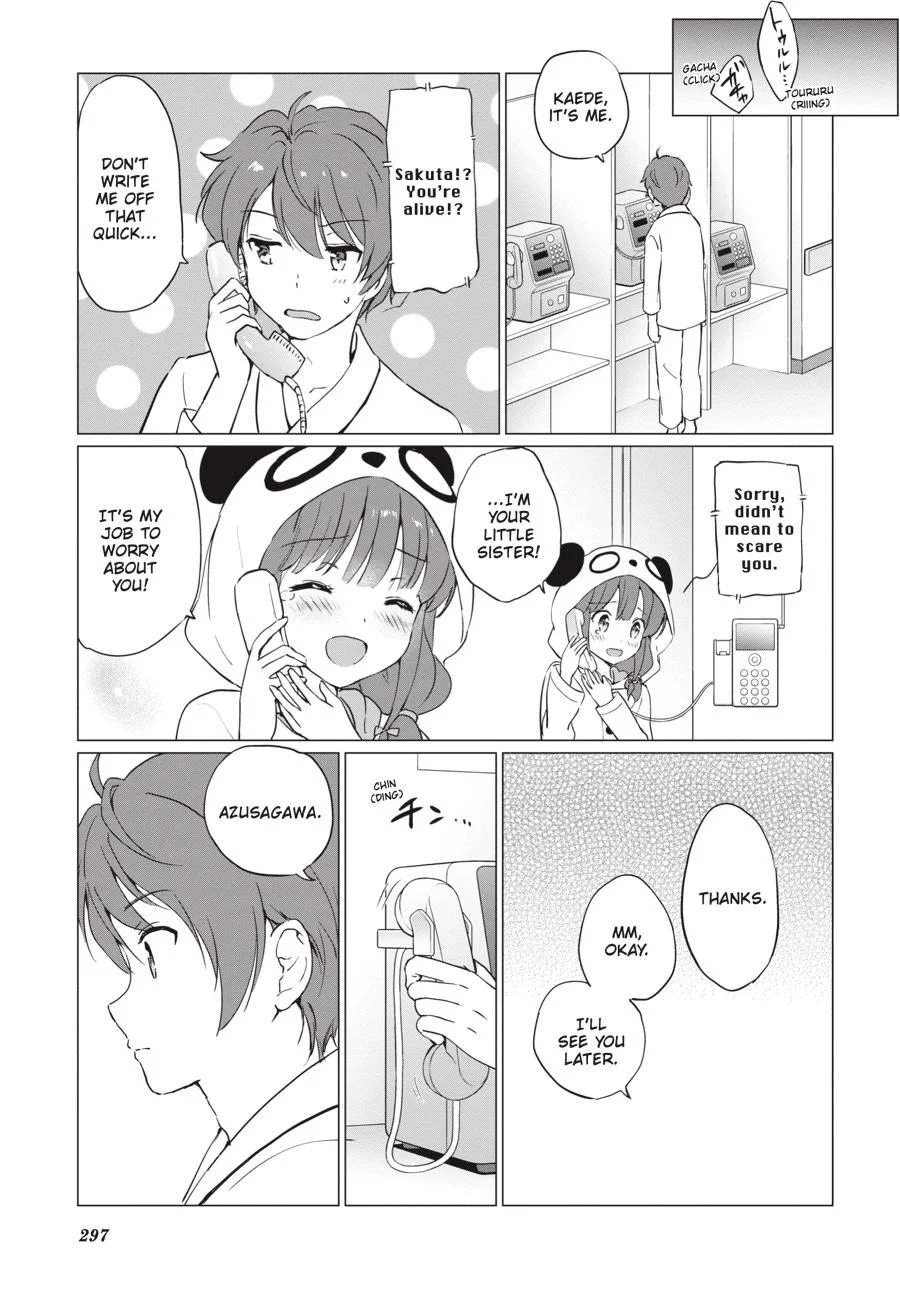 トゥルル…
TOURURU
(RIIING)
ガチャ
GACHA
(CLICK)
KAEDE,
IT'S ME.
Sakuta!?
You're
alive!?
DON'T
WRITE
ME OFF
THAT
QUICK...
Sorry,
didn't
mean to
scare
you.
...I'M
YOUR
LITTLE
SISTER!
IT'S MY
JOB TO
WORRY
ABOUT
YOU!
THANKS.
MM,
OKAY.
I'LL
SEE YOU
LATER.
CHIN
(DING)
チン…
AZUSAGAWA.
297